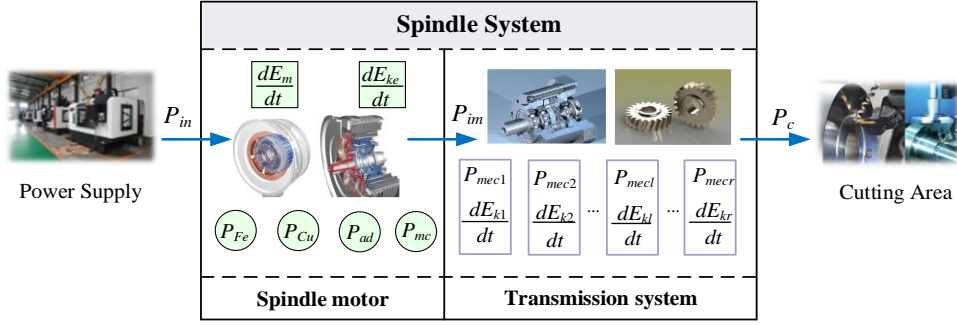 Spindle System
dE_m/dt
dE_ke/dt
P_in
P_im
P_c
Power Supply
Cutting Area
P_mec1 P_mec2 P_mecl P_mecr
dE_k1/dt dE_k2/dt ... dE_kl/dt ... dE_kr/dt
P_Fe P_Cu P_ad P_mc
Spindle motor
Transmission system